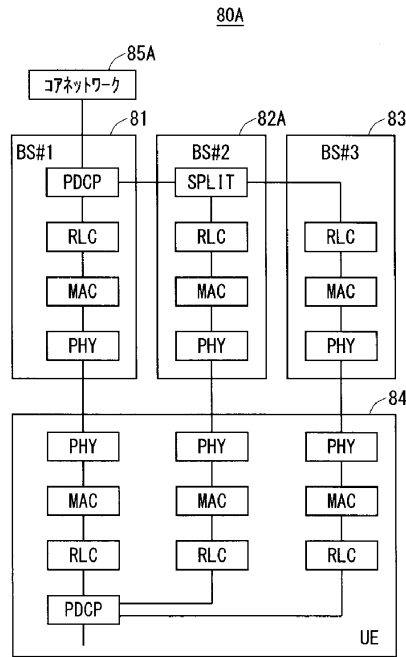 80A
85A
コアネットワーク
81
82A
83
BS#1
BS#2
BS#3
PDCP
SPLIT
RLC
RLC
RLC
MAC
MAC
MAC
PHY
PHY
PHY
84
PHY
PHY
PHY
MAC
MAC
MAC
RLC
RLC
RLC
PDCP
UE